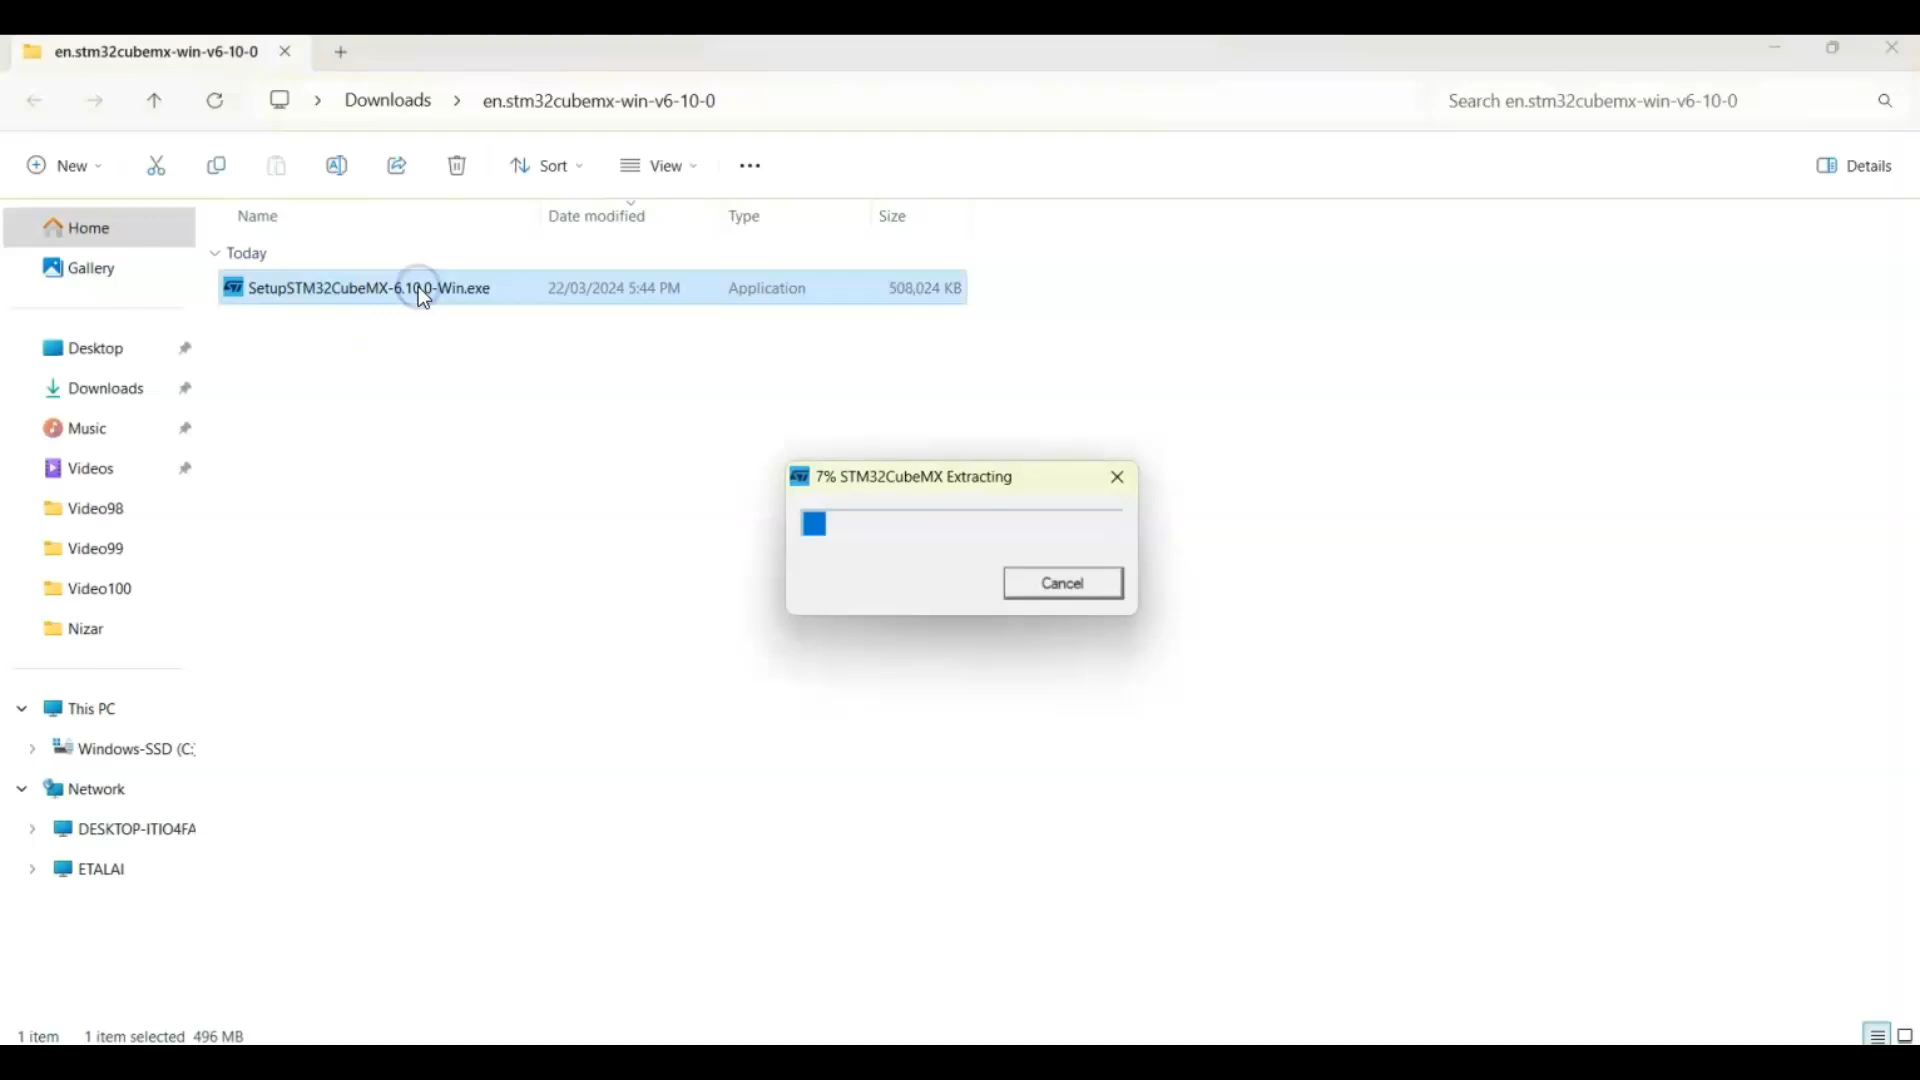 en.stm32cubemx-win-v6-10-0
Downloads > en.stm32cubemx-win-v6-10-0
Search en.stm32cubemx-win-v6-10-0
New
Sort
View
Details
Name
Date modified
Type
Size
Home
Gallery
Today
SetupSTM32CubeMX-6.10.0-Win.exe 22/03/2024 5:44 PM Application 508,024 KB
Desktop
Downloads
Music
Videos
Video98
Video99
Video100
Nizar
7% STM32CubeMX Extracting
Cancel
This PC
Windows-SSD (C:)
Network
DESKTOP-ITIO4FA
ETALAI
1 item
1 item selected 496 MB